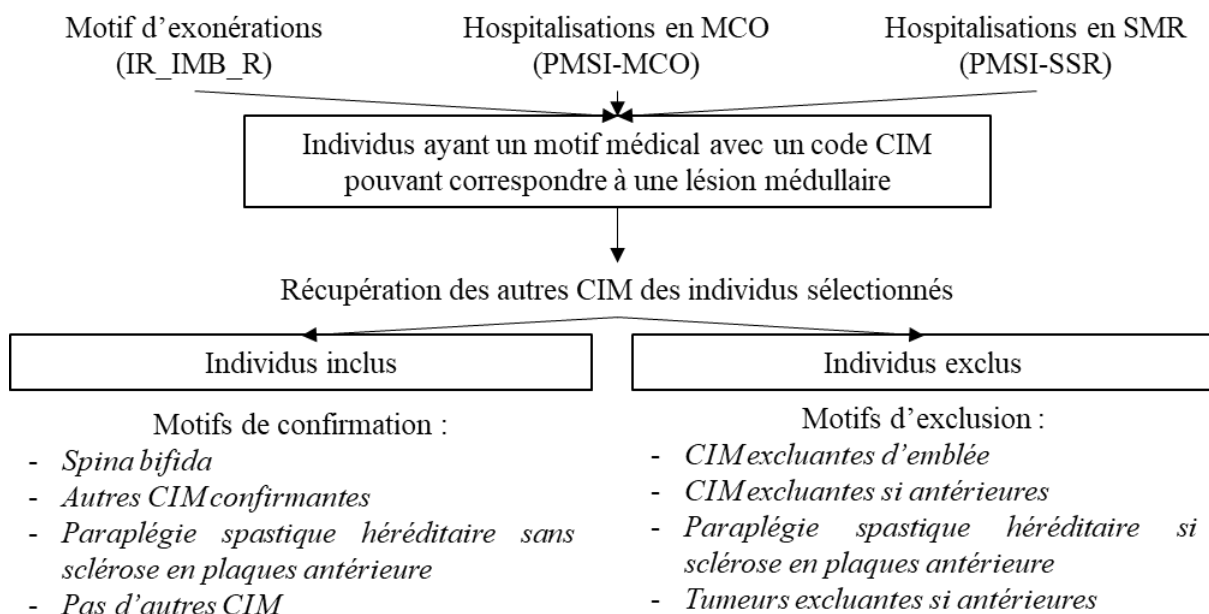 Motif d'exonérations
(IR_IMB_R)
Hospitalisations en MCO
(PMSI-MCO)
Hospitalisations en SMR
(PMSI-SSR)
Individus ayant un motif médical avec un code CIM
pouvant correspondre à une lésion médullaire
Récupération des autres CIM des individus sélectionnés
Individus inclus
Motifs de confirmation :
- Spina bifida
- Autres CIM confirmantes
- Paraplégie spastique héréditaire sans
sclérose en plaques antérieure
- Pas d'autres CIM
Individus exclus
Motifs d'exclusion :
- CIM excluantes d'emblée
- CIM excluantes si antérieures
- Paraplégie spastique héréditaire si
sclérose en plaques antérieure
- Tumeurs excluantes si antérieures